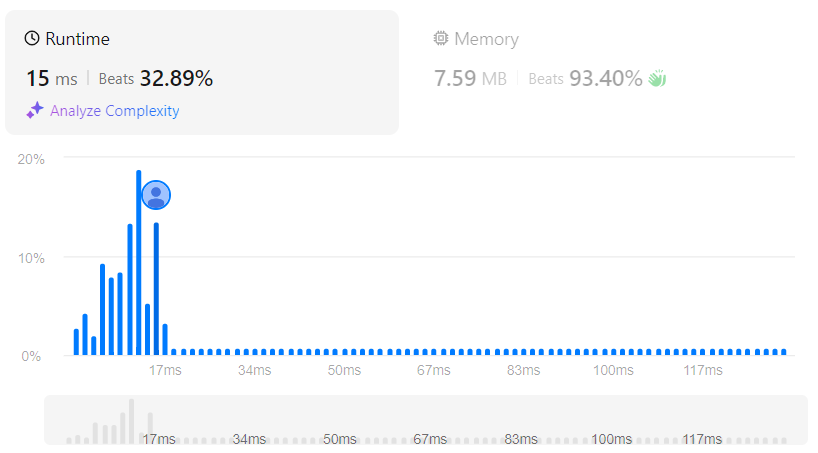 Runtime
Memory
15 ms | Beats 32.89%
7.59 MB | Beats 93.40%
Analyze Complexity
20%
10%
0%
17ms 34ms 50ms 67ms 83ms 100ms 117ms
17ms 34ms 50ms 67ms 83ms 100ms 117ms